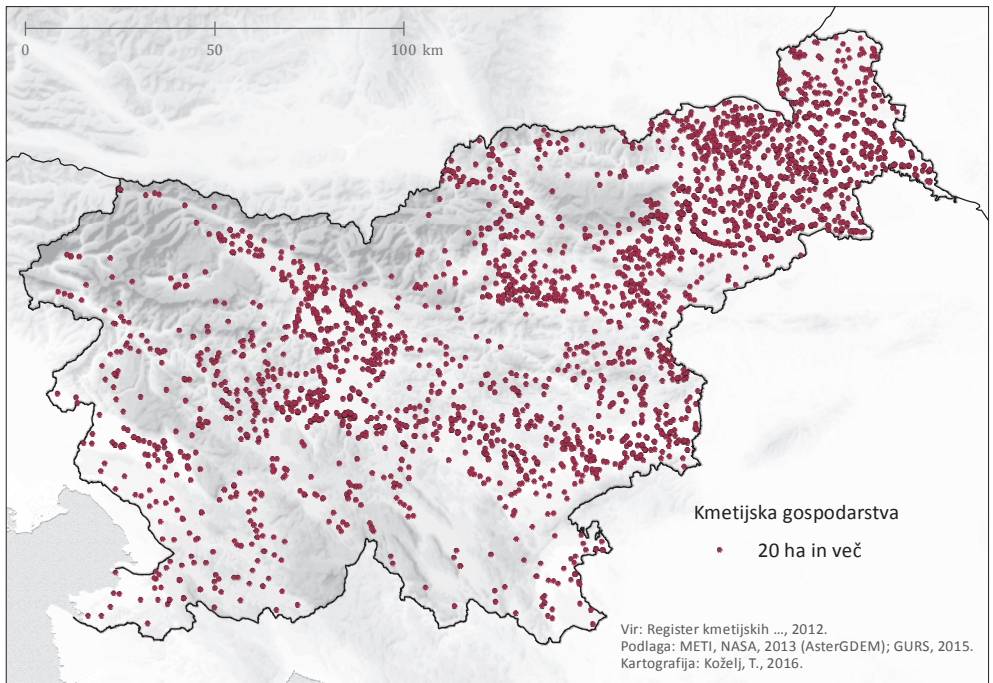 0 50 100 km
Kmetijska gospodarstva
20 ha in več
Vir: Register kmetijskih ..., 2012.
Podlaga: METI, NASA, 2013 (AsterGDEM); GURS, 2015.
Kartografija: Koželj, T., 2016.